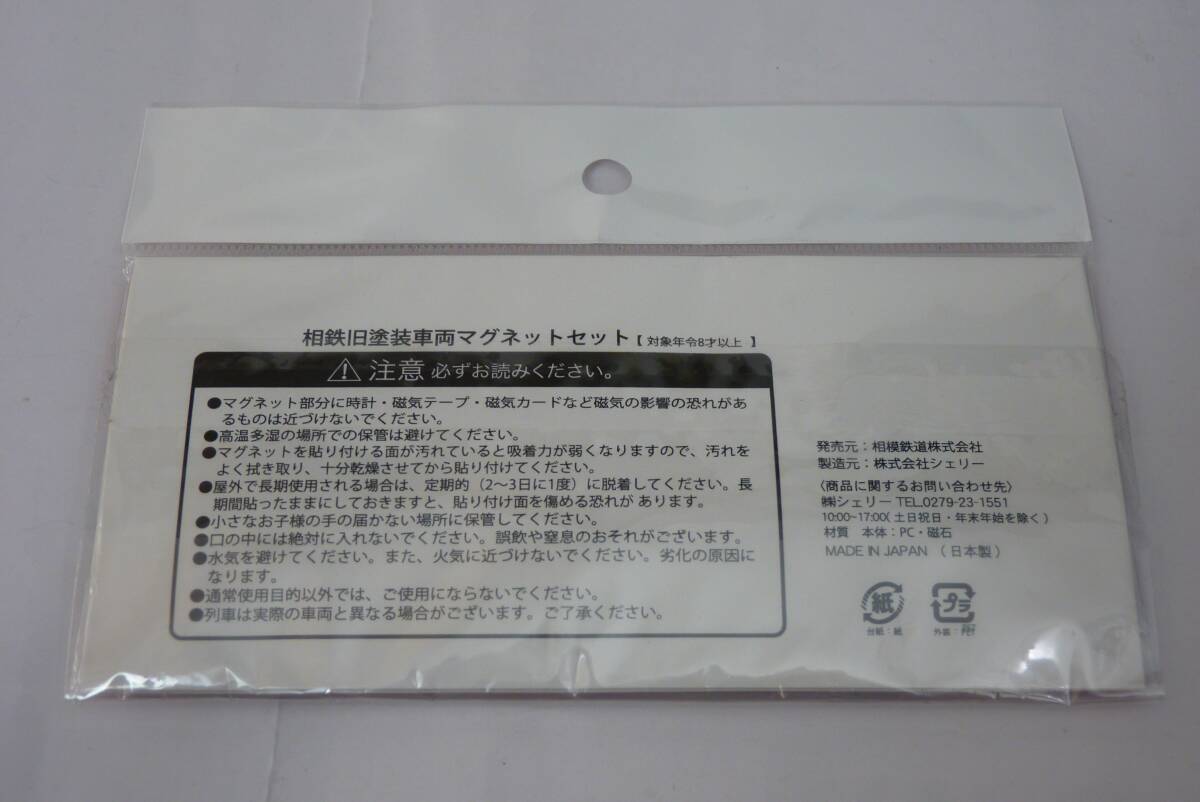 相鉄旧塗装車両マグネットセット【 対象年令8才以上 】
注意 必ずお読みください。
●マグネット部分に時計・磁気テープ・磁気カードなど磁気の影響の恐れがあ
るものは近づけないでください。
●高温多湿の場所での保管は避けてください。
●マグネットを貼り付ける面が汚れていると吸着力が弱くなりますので、汚れを
よく拭き取り、十分乾燥させてから貼り付けてください。
●屋外で長期使用される場合は、定期的（2～3日に1度）に脱着してください。長
期間貼ったままにしておきますと、貼り付け面を傷める恐れが あります。
●小さなお子様の手の届かない場所に保管してください。
●口の中には絶対に入れないでください。誤飲や窒息のおそれがございます。
●水気を避けてください。また、火気に近づけないでください。劣化の原因に
なります。
●通常使用目的以外では、ご使用にならないでください。
●列車は実際の車両と異なる場合がございます。ご了承ください。
発売元：相模鉄道株式会社
製造元：株式会社シェリー
〈商品に関するお問い合わせ先〉
㈱シェリー TEL.0279-23-1551
10:00~17:00（ 土日祝日・年末年始を除く ）
材質 本体：PC・磁石
MADE IN JAPAN （ 日本製 ）
紙
台紙：紙
プラ
外装：PET